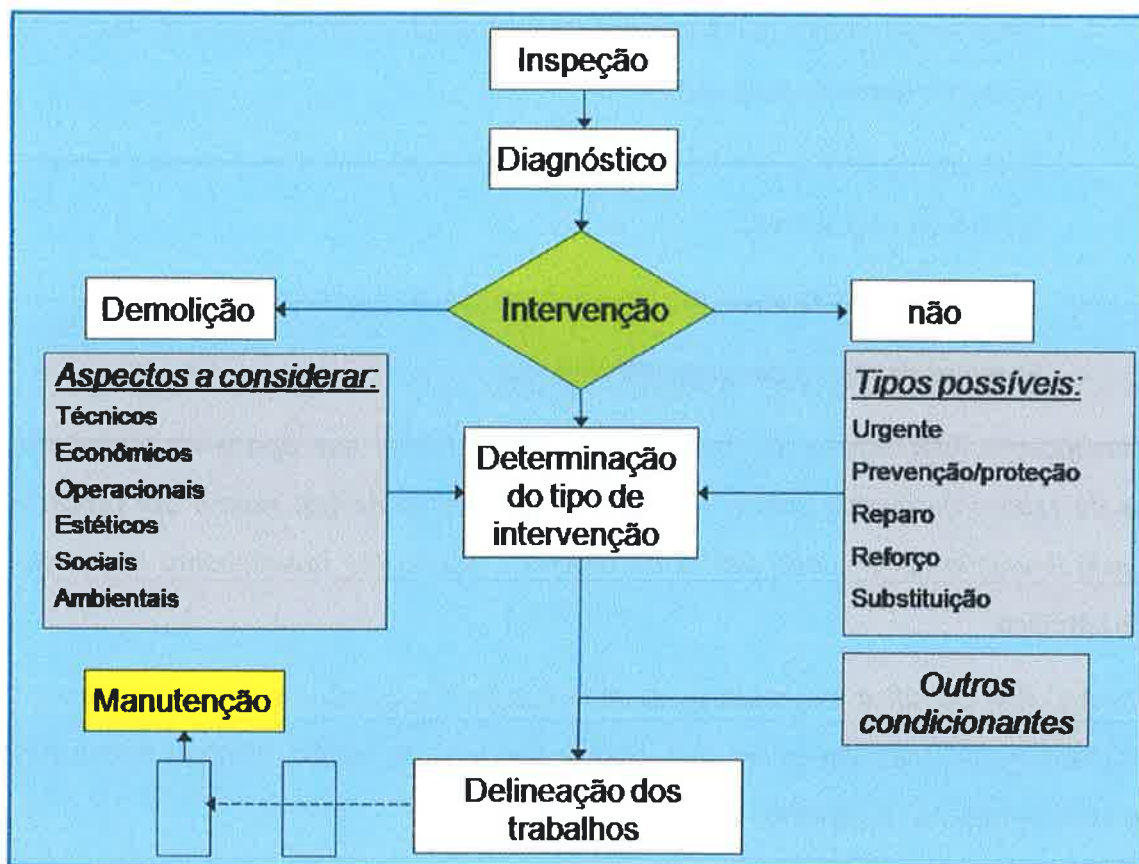 Inspeção
Diagnóstico
Intervenção
Demolição
não
Aspectos a considerar:
Técnicos
Econômicos
Operacionais
Estéticos
Sociais
Ambientais
Determinação
do tipo de
intervenção
Tipos possíveis:
Urgente
Prevenção/proteção
Reparo
Reforço
Substituição
Outros
condicionantes
Manutenção
Delineação dos
trabalhos